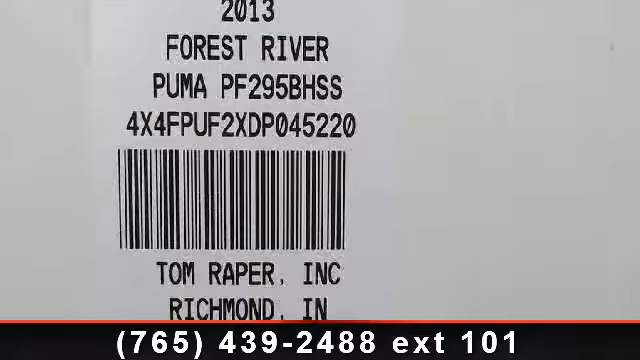 2013
FOREST RIVER
PUMA PF295BHSS
4X4FPUF2XDP045220
TOM RAPER, INC
RICHMOND, IN
(765) 439-2488 ext 101